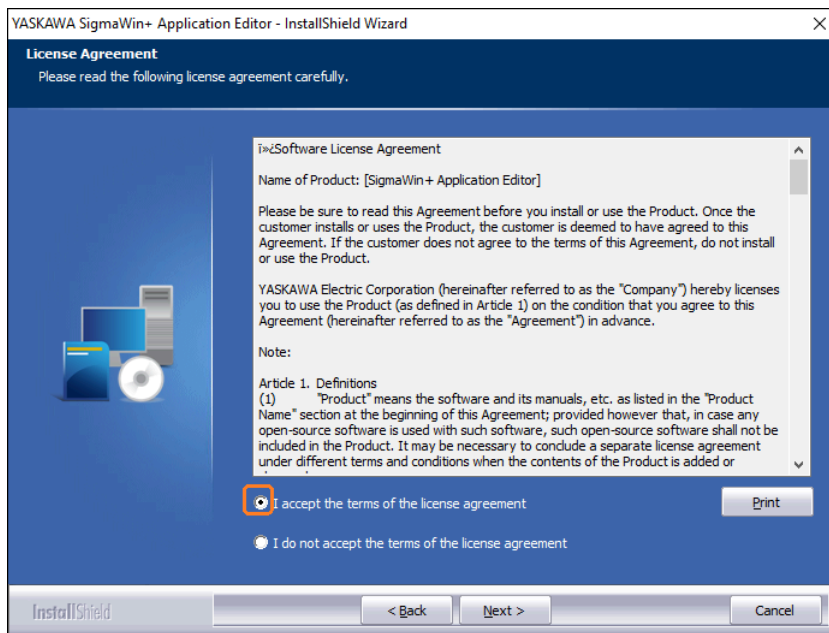 YASKAWA SigmaWin+ Application Editor - InstallShield Wizard
License Agreement
Please read the following license agreement carefully.
ï»¿Software License Agreement
Name of Product: [SigmaWin+ Application Editor]
Please be sure to read this Agreement before you install or use the Product. Once the
customer installs or uses the Product, the customer is deemed to have agreed to this
Agreement. If the customer does not agree to the terms of this Agreement, do not install
or use the Product.
YASKAWA Electric Corporation (hereinafter referred to as the "Company") hereby licenses
you to use the Product (as defined in Article 1) on the condition that you agree to this
Agreement (hereinafter referred to as the "Agreement") in advance.
Note:
Article 1. Definitions
(1) "Product" means the software and its manuals, etc. as listed in the "Product
Name" section at the beginning of this Agreement; provided however that, in case any
open-source software is used with such software, such open-source software shall not be
included in the Product. It may be necessary to conclude a separate license agreement
under different terms and conditions when the contents of the Product is added or
I accept the terms of the license agreement
Print
I do not accept the terms of the license agreement
InstallShield
< Back
Next >
Cancel